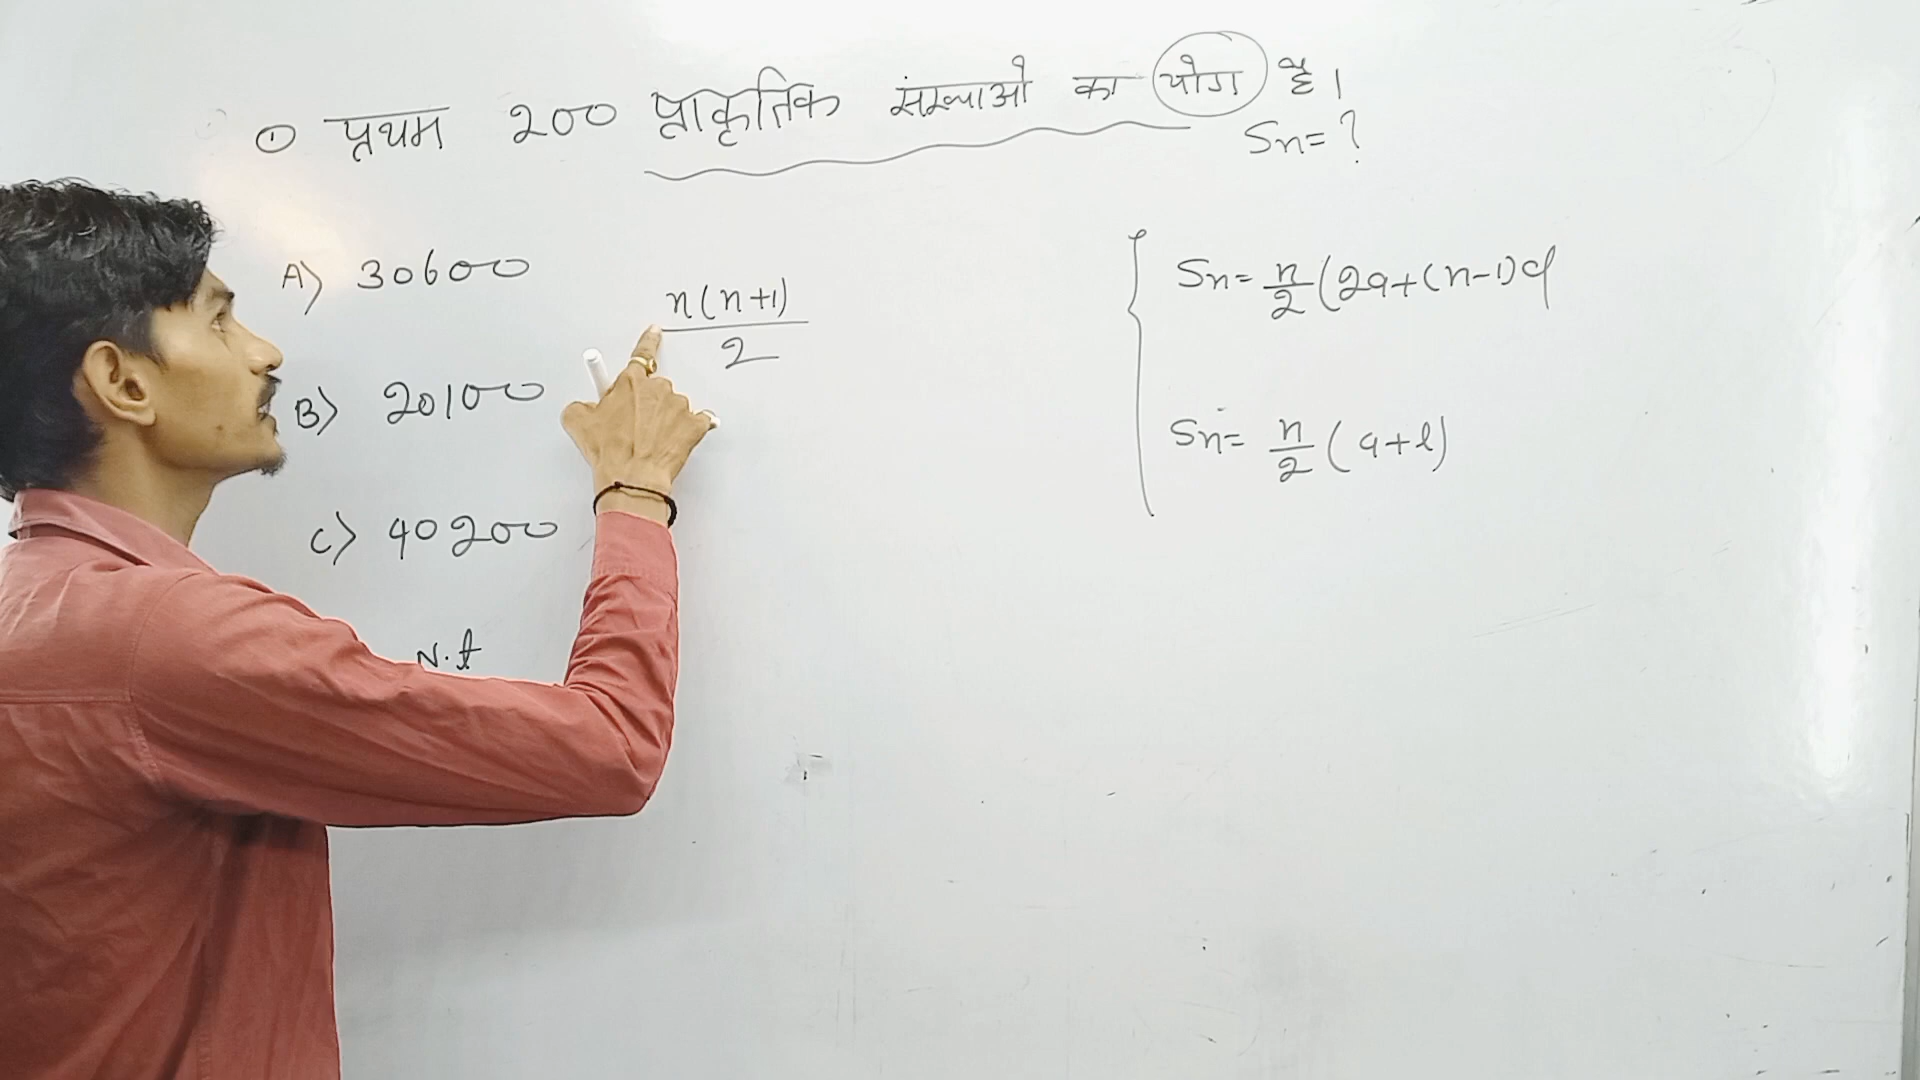 ① प्रथम 200 प्राकृतिक संख्याओ का योग है।
Sn=?
A) 30600
n(n+1)
2
B) 20100
C) 40200
N.t
Sn= n/2 (2a+(n-1)d
Sn= n/2 (a+l)